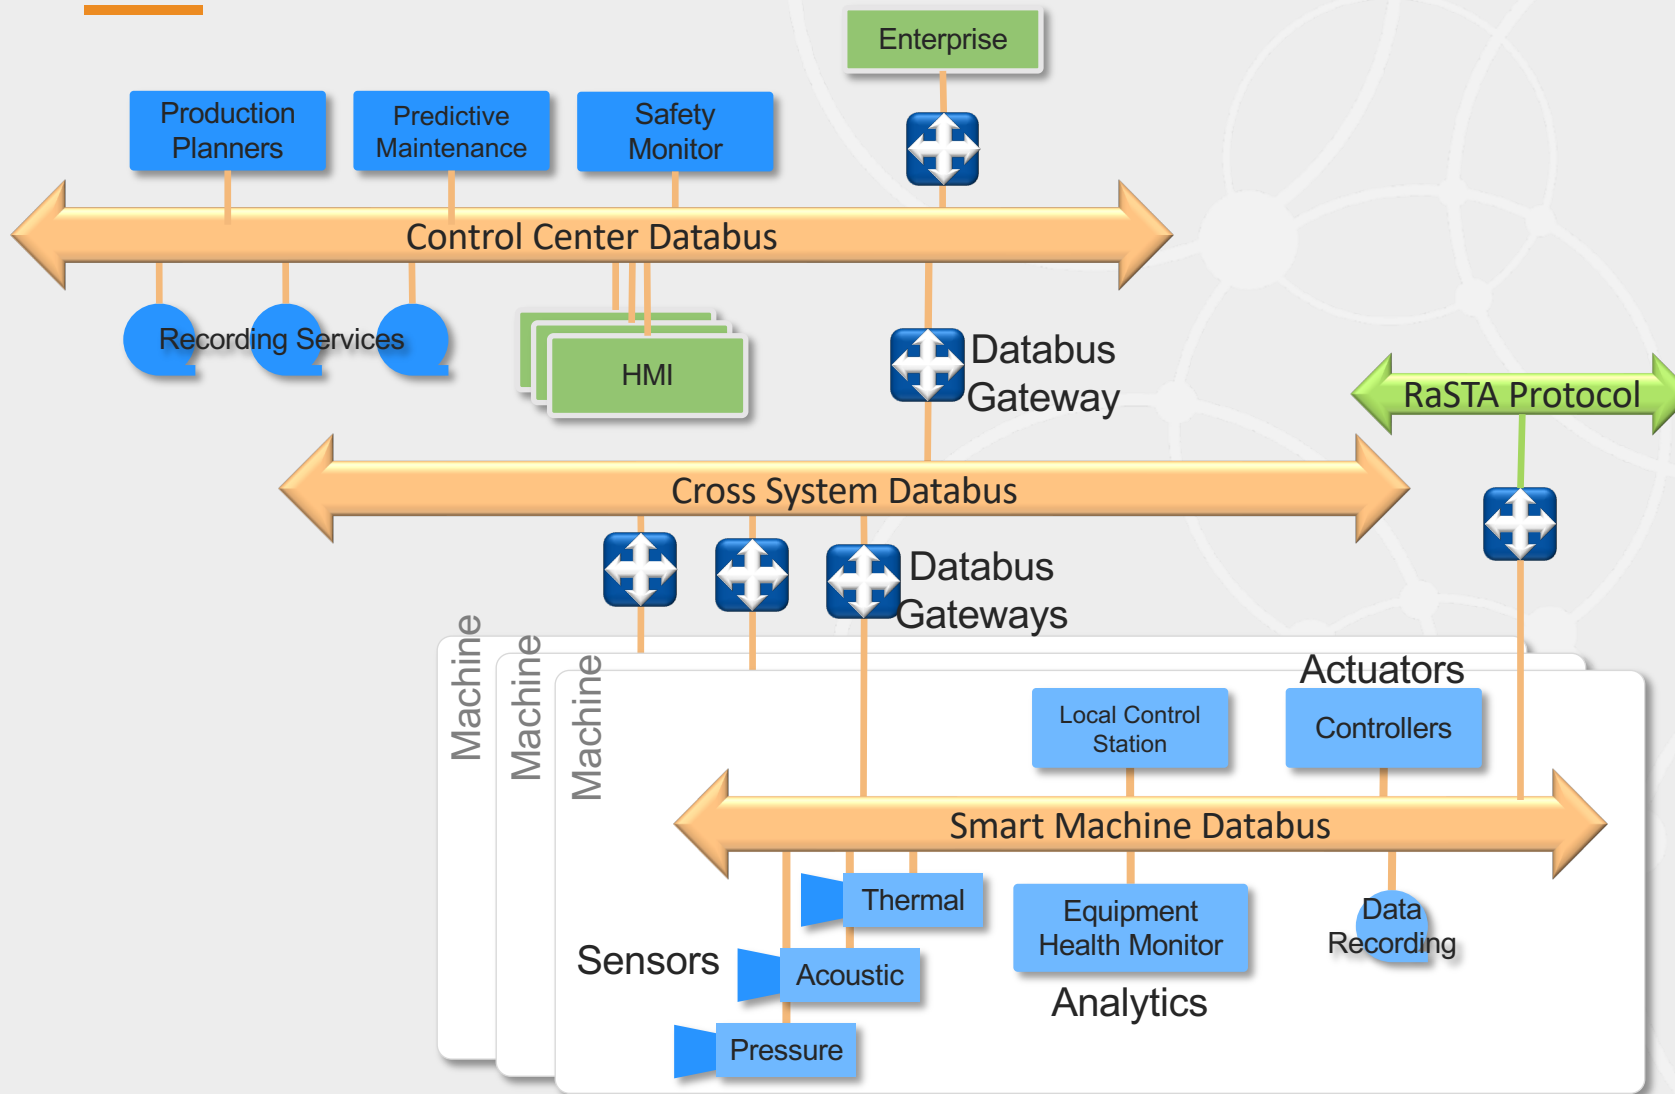 Enterprise
Production
Planners
Predictive
Maintenance
Safety
Monitor
Control Center Databus
Recording Services
HMI
Databus
Gateway
RaSTA Protocol
Cross System Databus
Databus
Gateways
Machine
Machine
Machine
Actuators
Local Control
Station
Controllers
Smart Machine Databus
Thermal
Sensors
Acoustic
Pressure
Equipment
Health Monitor
Analytics
Data
Recording